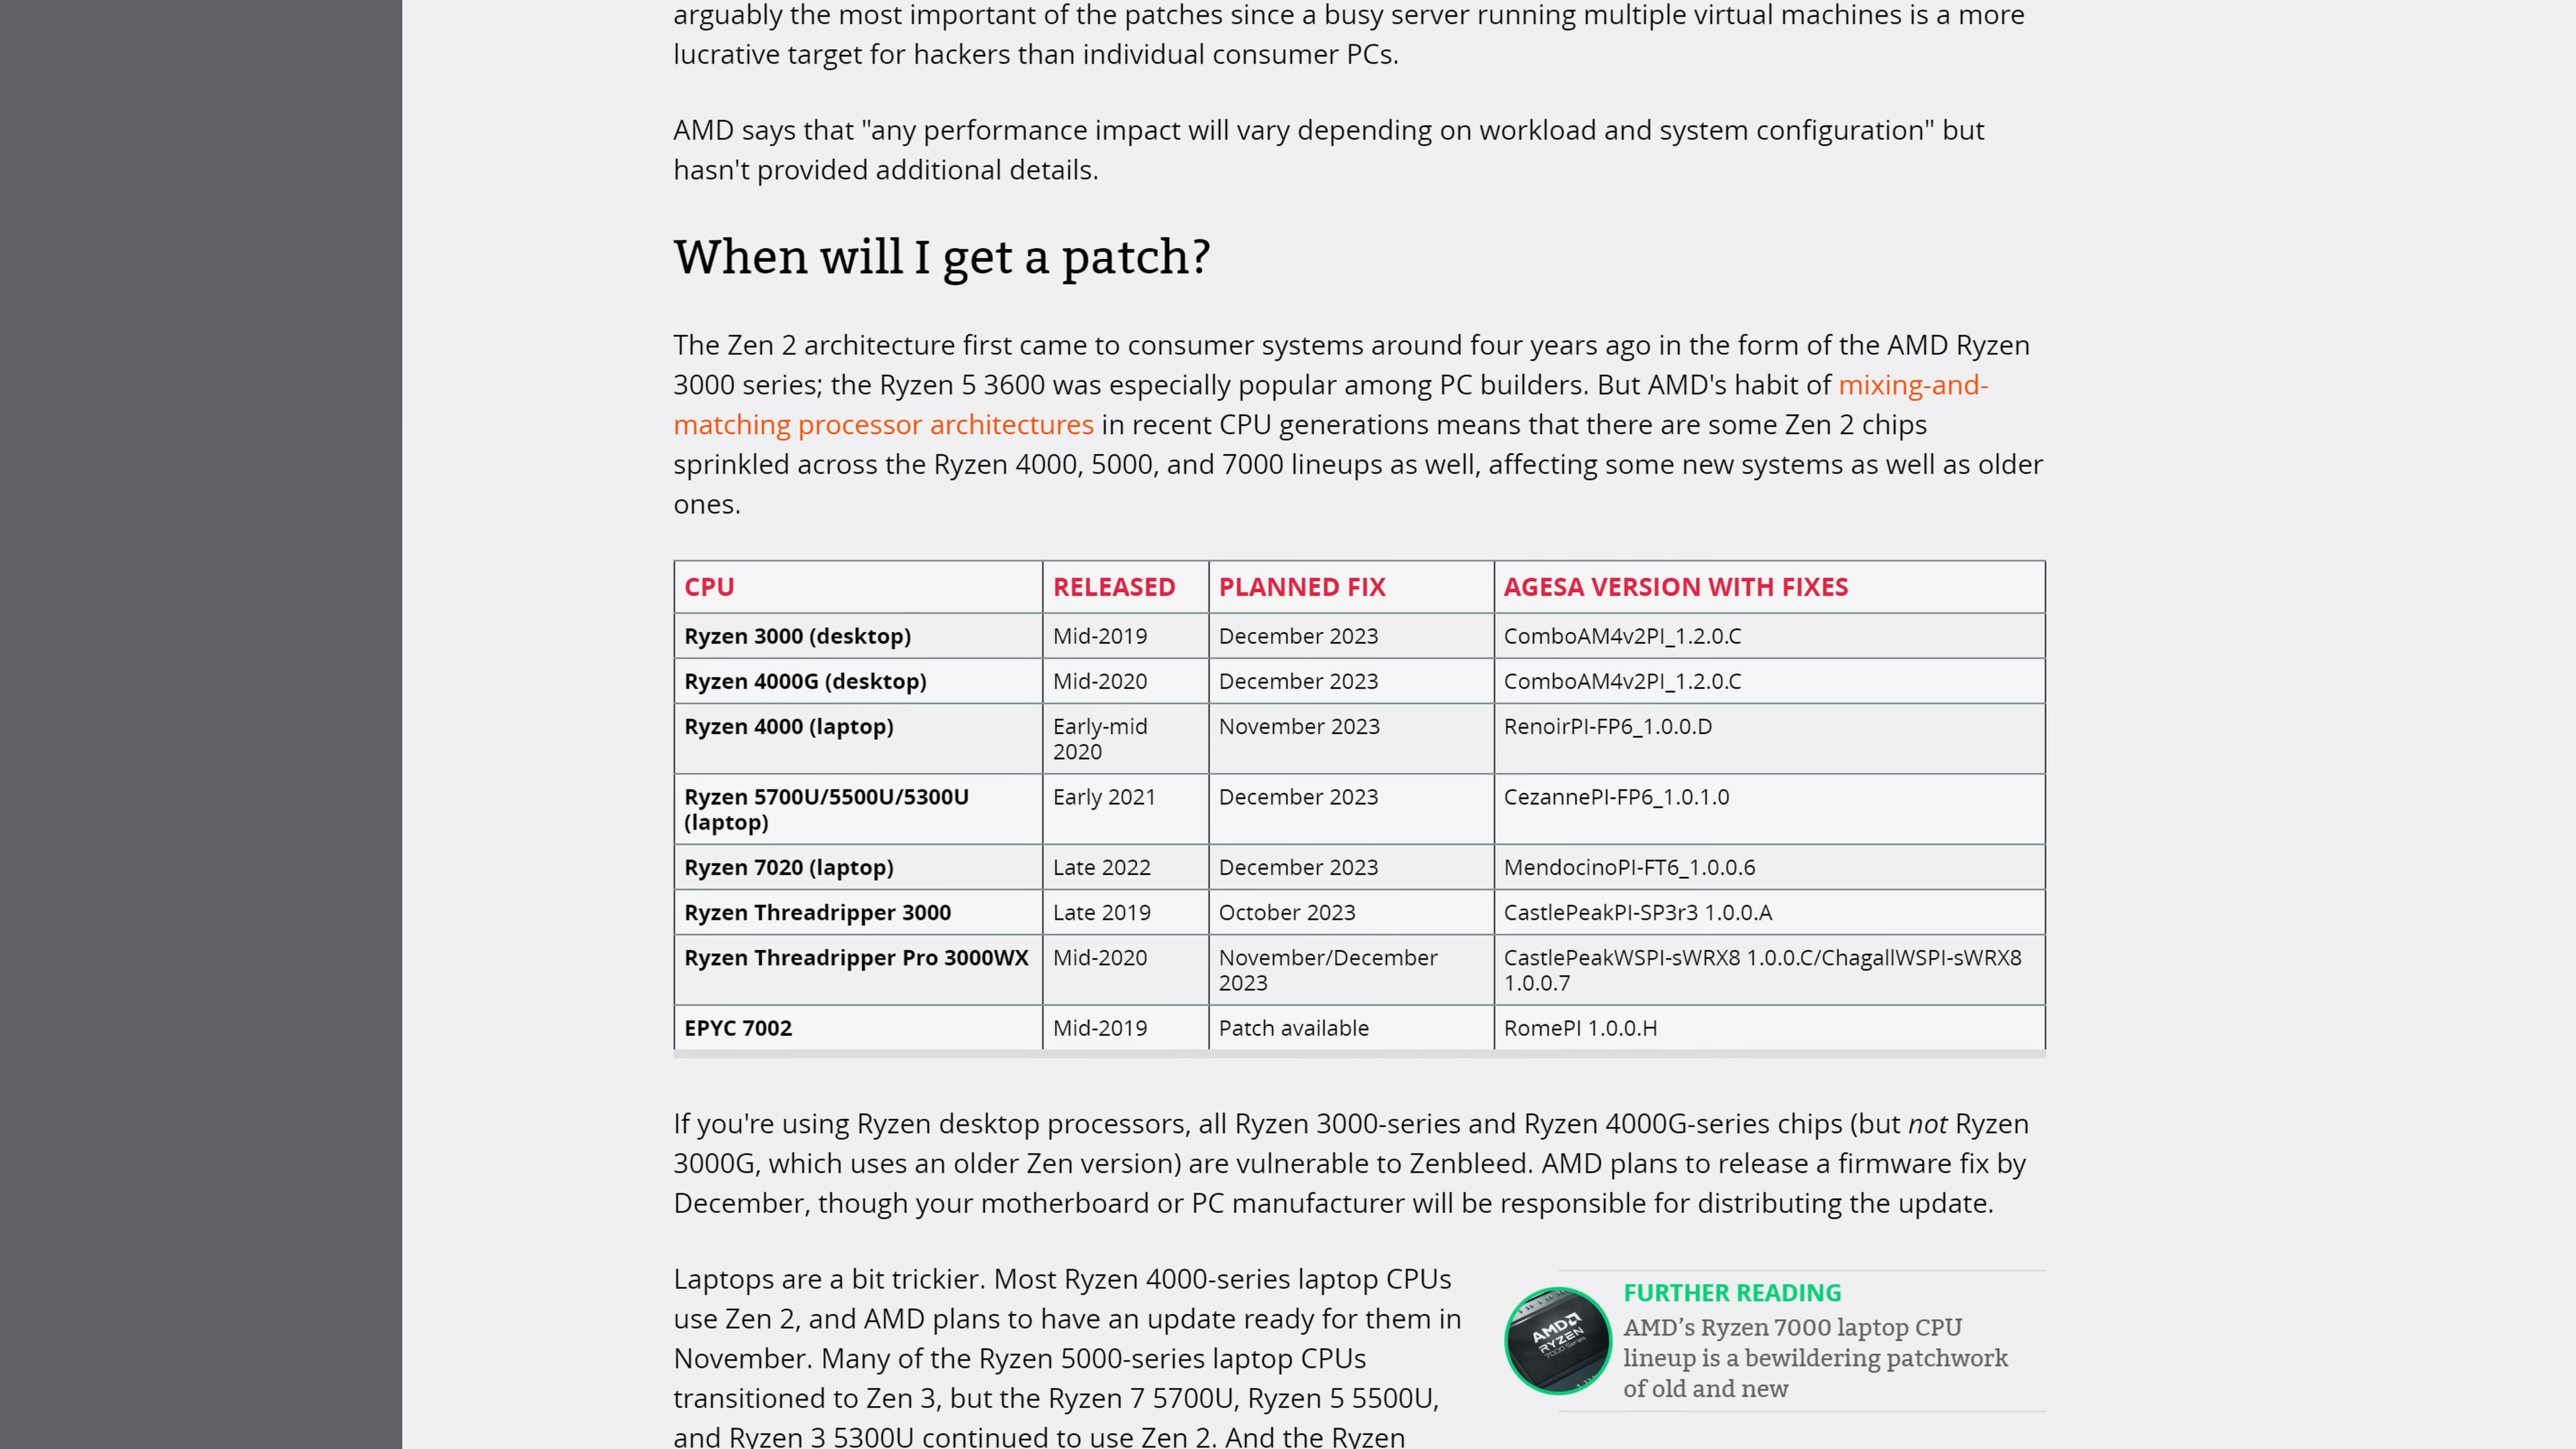 arguably the most important of the patches since a busy server running multiple virtual machines is a more
lucrative target for hackers than individual consumer PCs.
AMD says that "any performance impact will vary depending on workload and system configuration" but
hasn't provided additional details.
When will I get a patch?
The Zen 2 architecture first came to consumer systems around four years ago in the form of the AMD Ryzen
3000 series; the Ryzen 5 3600 was especially popular among PC builders. But AMD's habit of mixing-and-
matching processor architectures in recent CPU generations means that there are some Zen 2 chips
sprinkled across the Ryzen 4000, 5000, and 7000 lineups as well, affecting some new systems as well as older
ones.
CPU RELEASED PLANNED FIX AGESA VERSION WITH FIXES
Ryzen 3000 (desktop) Mid-2019 December 2023 ComboAM4v2PI_1.2.0.C
Ryzen 4000G (desktop) Mid-2020 December 2023 ComboAM4v2PI_1.2.0.C
Ryzen 4000 (laptop) Early-mid November 2023 RenoirPI-FP6_1.0.0.D
2020
Ryzen 5700U/5500U/5300U Early 2021 December 2023 CezannePI-FP6_1.0.1.0
(laptop)
Ryzen 7020 (laptop) Late 2022 December 2023 MendocinoPI-FT6_1.0.0.6
Ryzen Threadripper 3000 Late 2019 October 2023 CastlePeakPI-SP3r3 1.0.0.A
Ryzen Threadripper Pro 3000WX Mid-2020 November/December CastlePeakWSPI-sWRX8 1.0.0.C/ChagallWSPI-sWRX8
2023 1.0.0.7
EPYC 7002 Mid-2019 Patch available RomePI 1.0.0.H
If you're using Ryzen desktop processors, all Ryzen 3000-series and Ryzen 4000G-series chips (but not Ryzen
3000G, which uses an older Zen version) are vulnerable to Zenbleed. AMD plans to release a firmware fix by
December, though your motherboard or PC manufacturer will be responsible for distributing the update.
Laptops are a bit trickier. Most Ryzen 4000-series laptop CPUs
use Zen 2, and AMD plans to have an update ready for them in
November. Many of the Ryzen 5000-series laptop CPUs
transitioned to Zen 3, but the Ryzen 7 5700U, Ryzen 5 5500U,
and Ryzen 3 5300U continued to use Zen 2. And the Ryzen
AMD
RYZEN
7000 Series
FURTHER READING
AMD’s Ryzen 7000 laptop CPU
lineup is a bewildering patchwork
of old and new